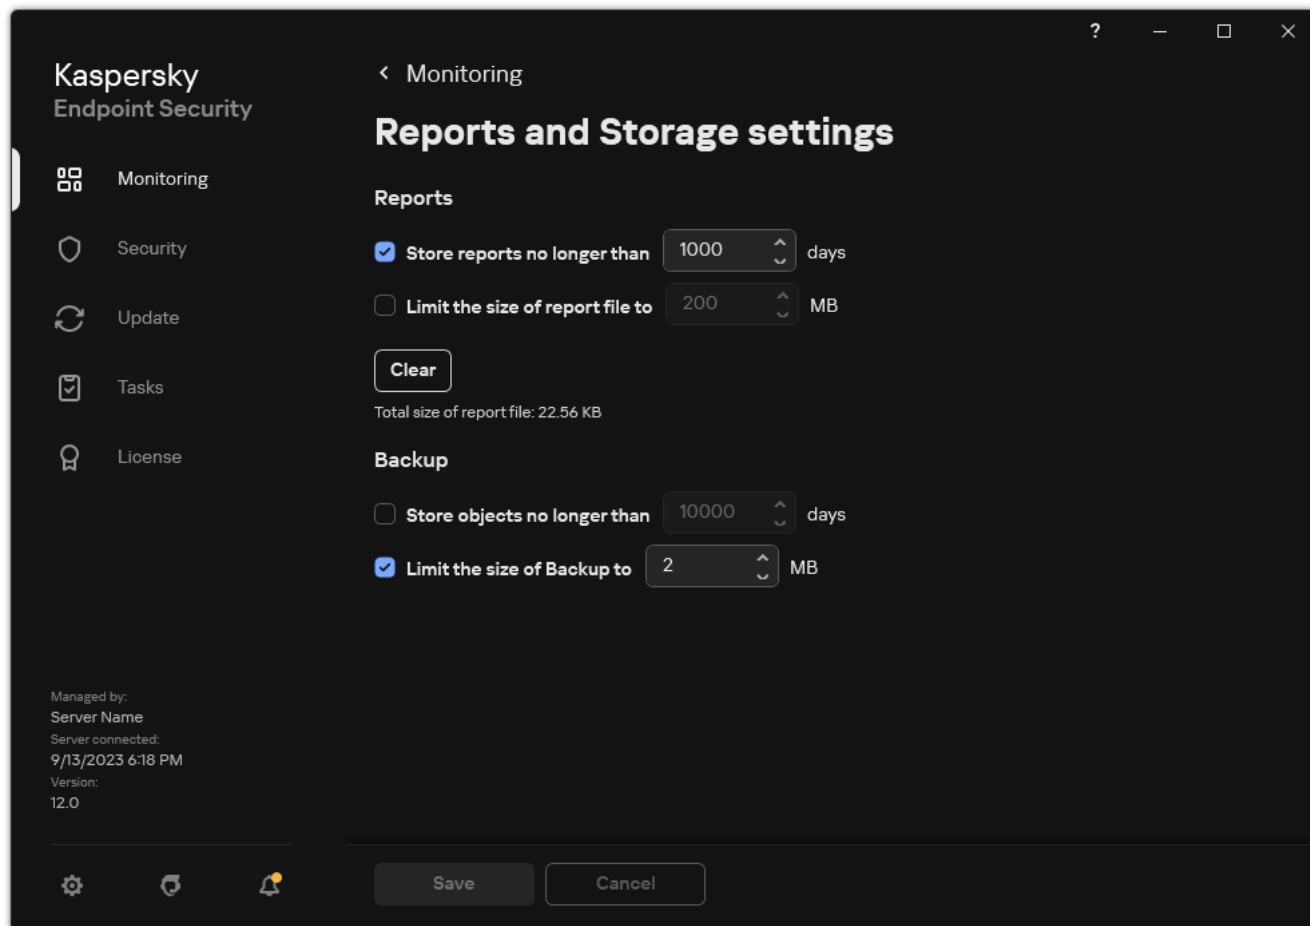 ?
Kaspersky
Endpoint Security
Monitoring
Security
Update
Tasks
License
Managed by:
Server Name
Server connected:
9/13/2023 6:18 PM
Version:
12.0
Monitoring
Reports and Storage settings
Reports
Store reports no longer than 1000 days
Limit the size of report file to 200 MB
Clear
Total size of report file: 22.56 KB
Backup
Store objects no longer than 10000 days
Limit the size of Backup to 2 MB
Save Cancel